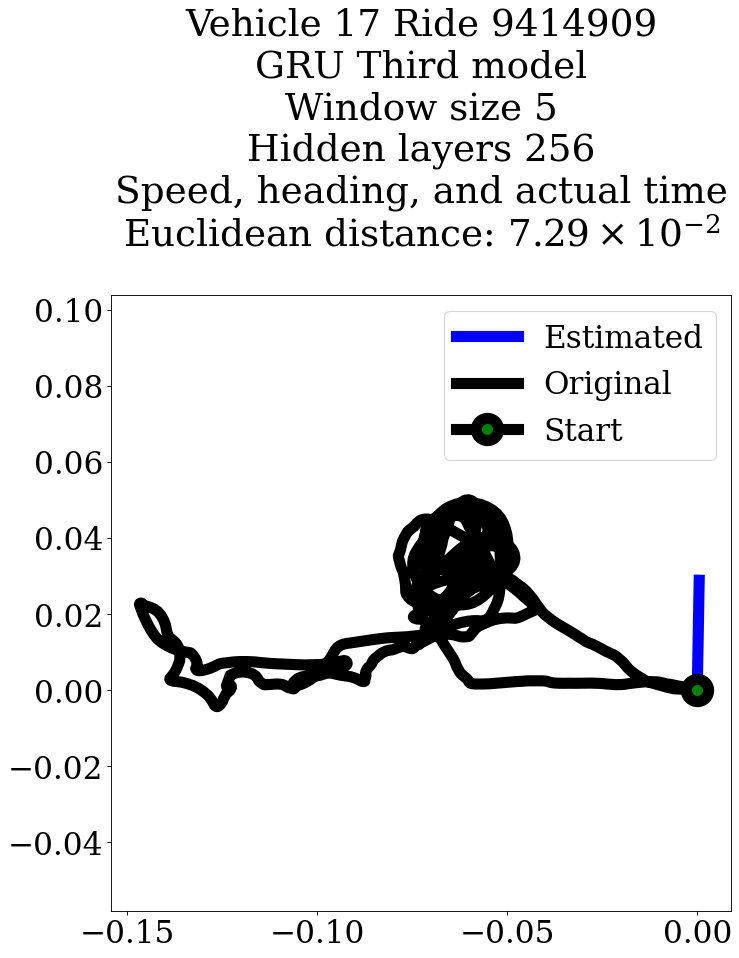 Vehicle 17 Ride 9414909
GRU Third model
Window size 5
Hidden layers 256
Speed, heading, and actual time
Euclidean distance: 7.29 × 10⁻²
0.10
0.08
0.06
0.04
0.02
0.00
−0.02
−0.04
Estimated
Original
Start
−0.15
−0.10
−0.05
0.00